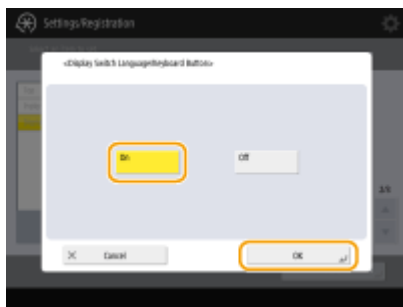 Settings/Registration
<Display Switch Language/Keyboard Button>
On
Off
Cancel
OK